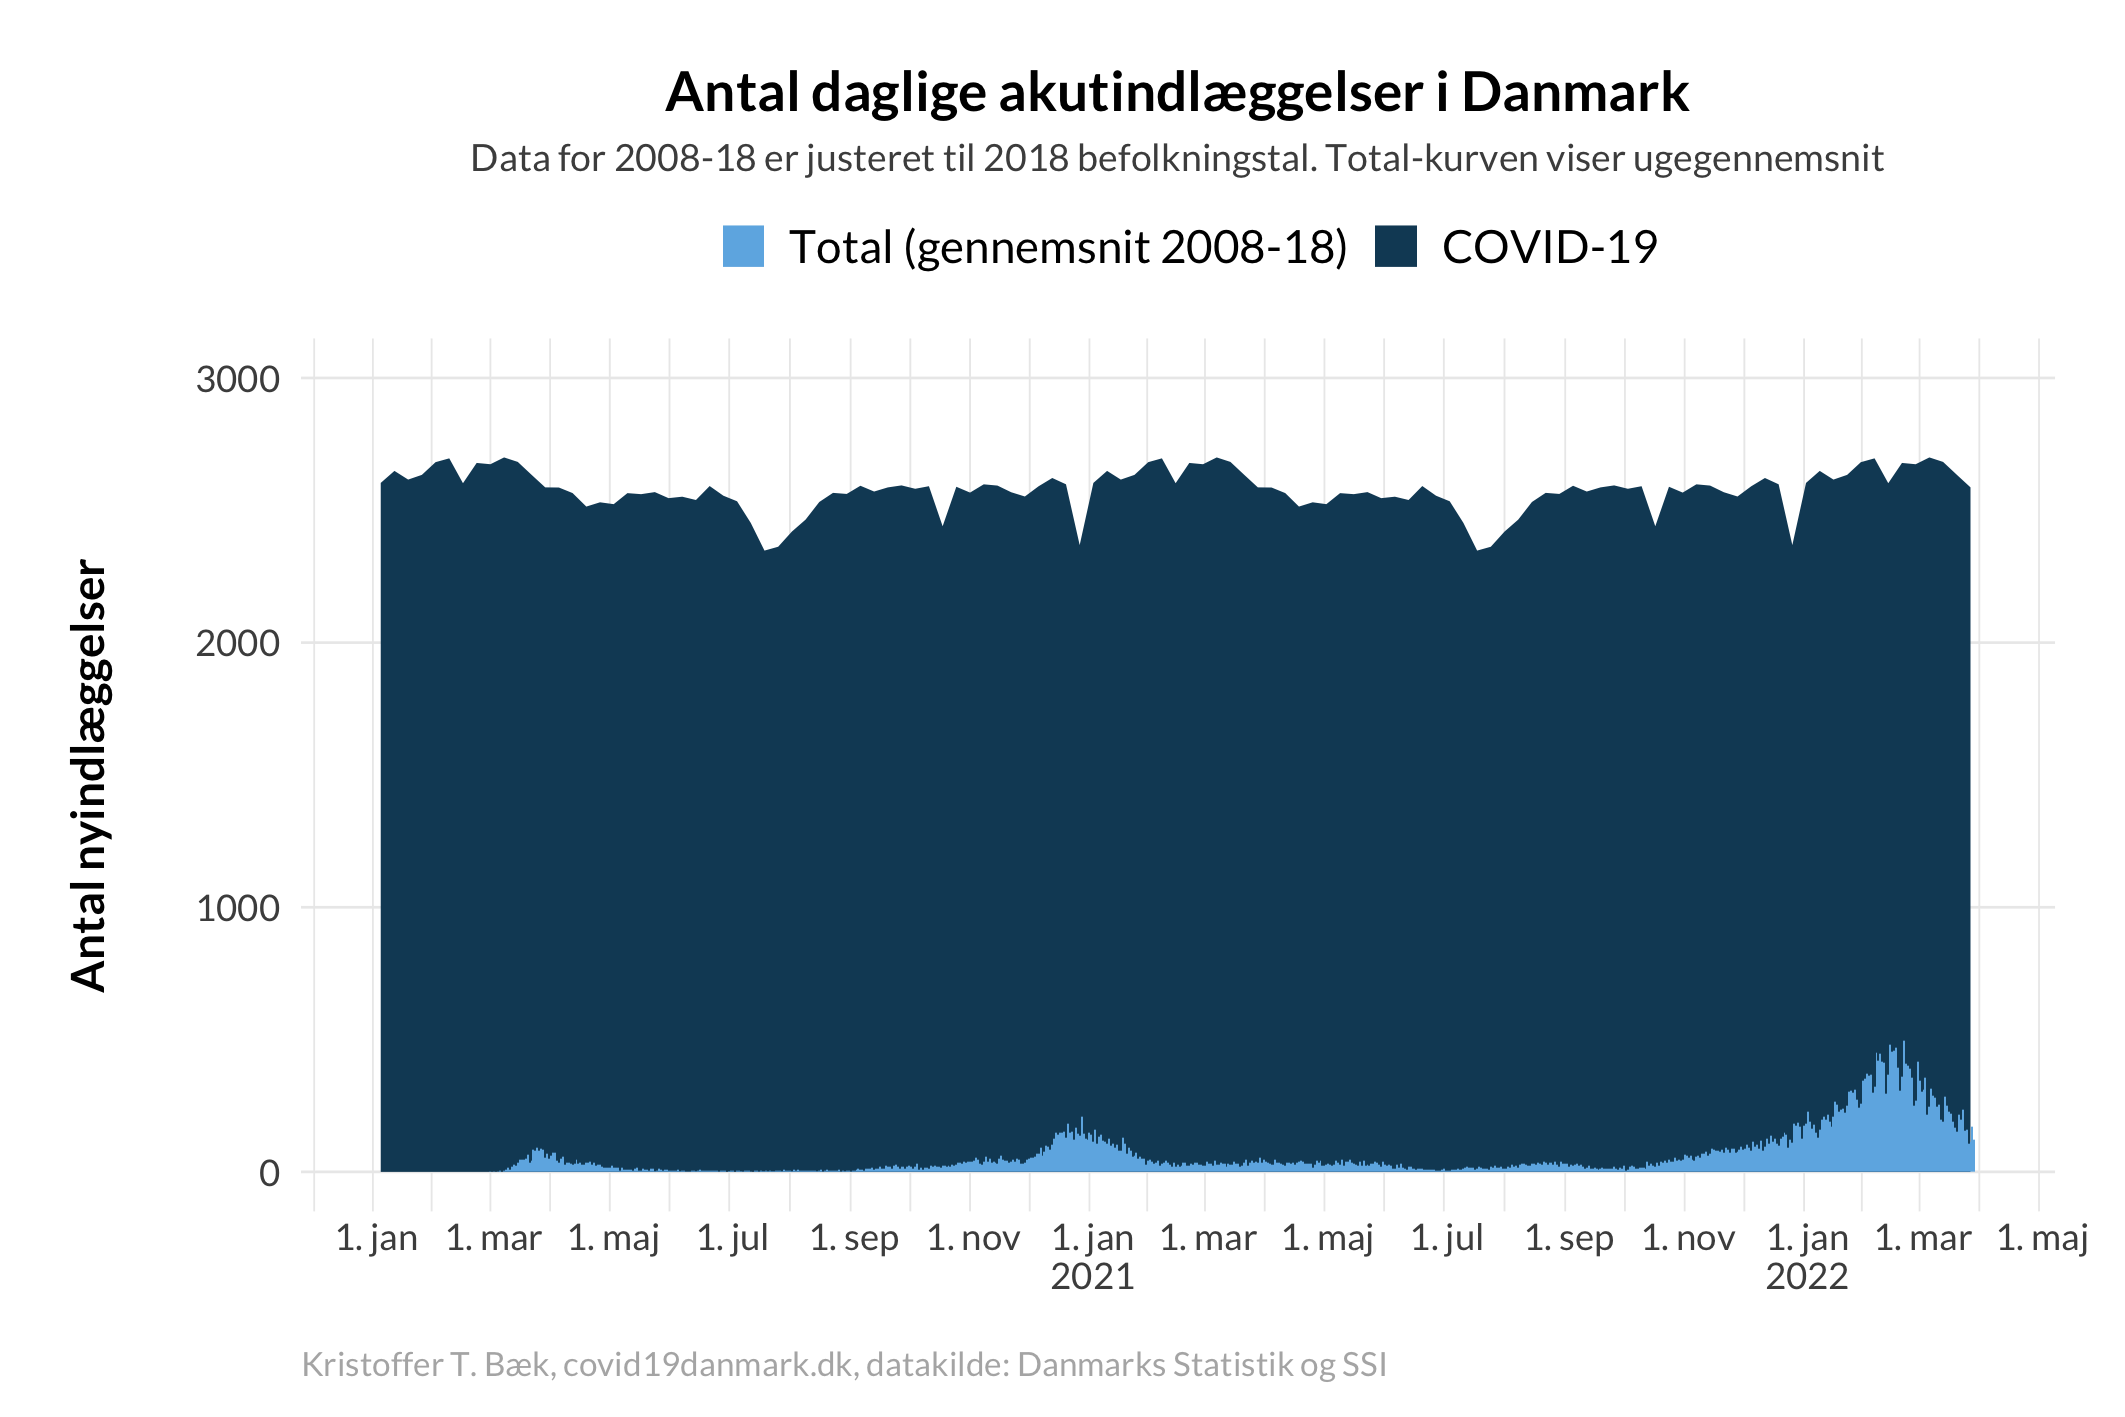 Antal daglige akutindlæggelser i Danmark
Data for 2008-18 er justeret til 2018 befolkningstal. Total-kurven viser ugegennemsnit
Total (gennemsnit 2008-18) COVID-19
Antal nyindlæggelser
3000
2000
1000
0
1. jan 1. mar 1. maj 1. jul 1. sep 1. nov 1. jan 1. mar 1. maj 1. jul 1. sep 1. nov 1. jan 1. mar 1. maj
2021 2022
Kristoffer T. Bæk, covid19danmark.dk, datakilde: Danmarks Statistik og SSI